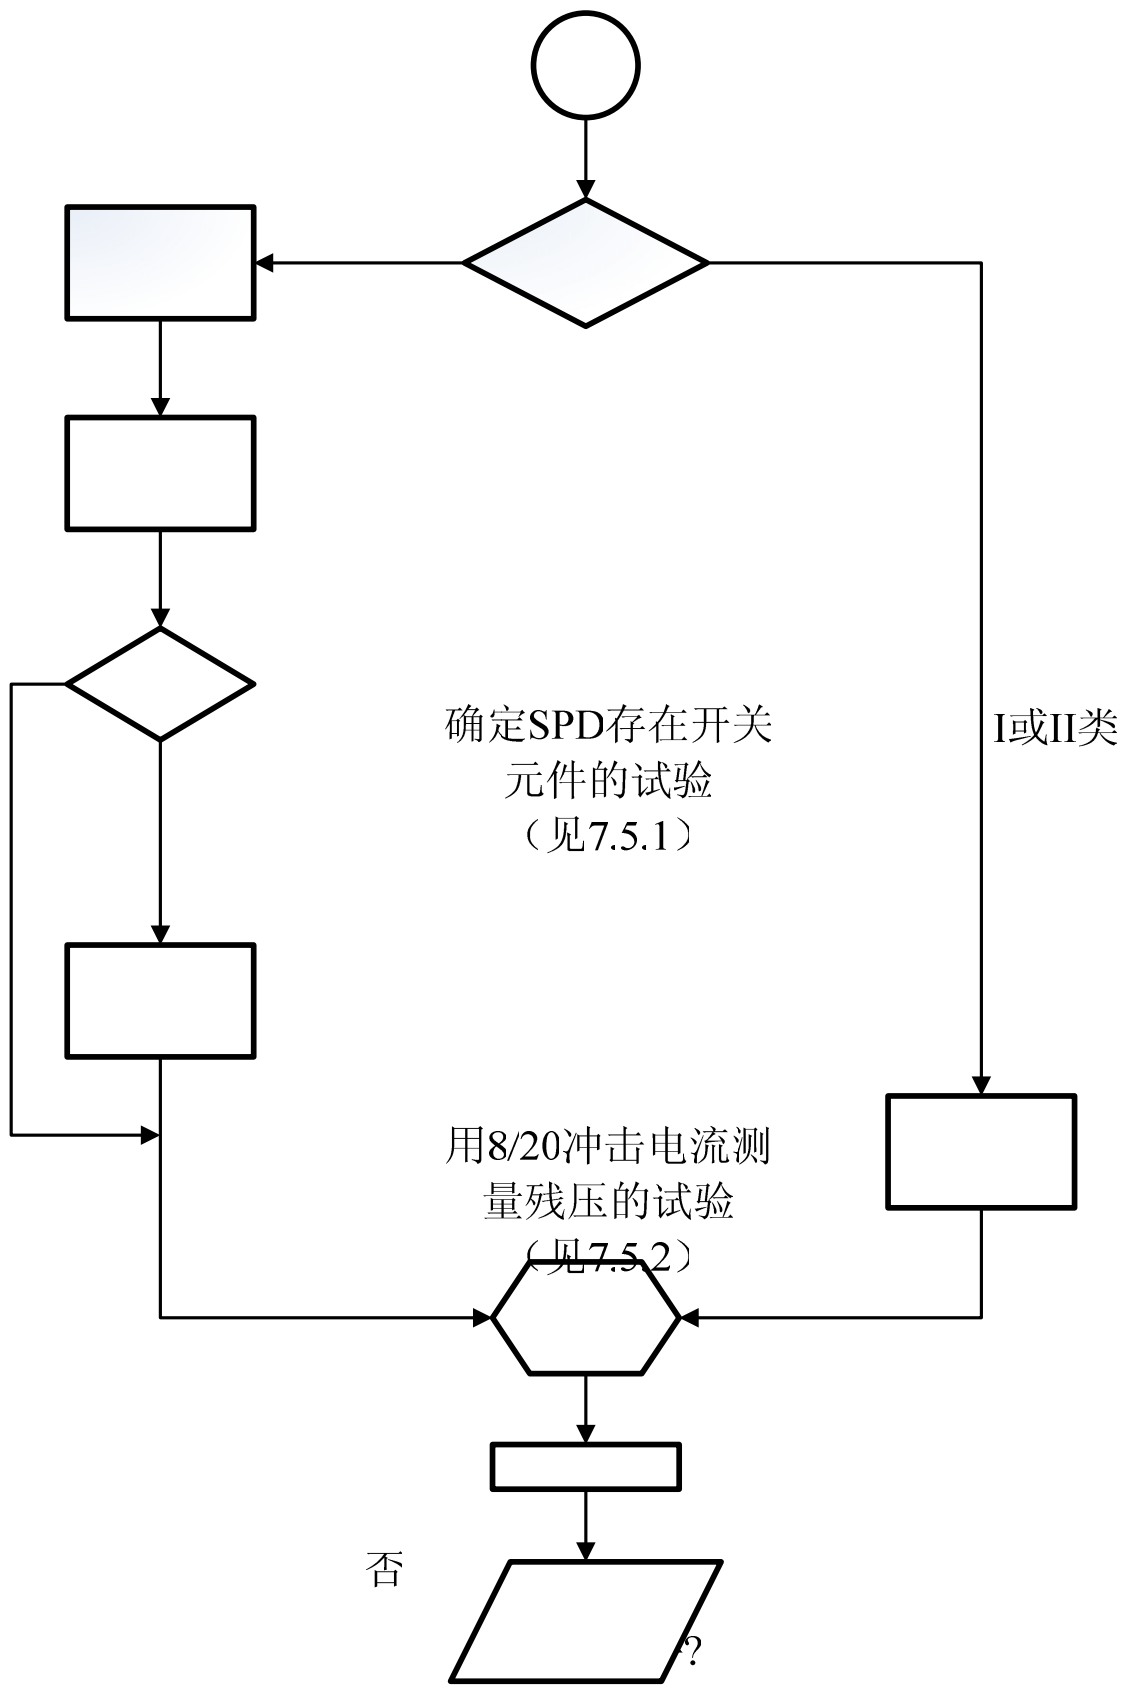 确定SPD存在开关
元件的试验
（见7.5.1）
I或II类
用8/20冲击电流测
量残压的试验
（见7.5.2）
否
?